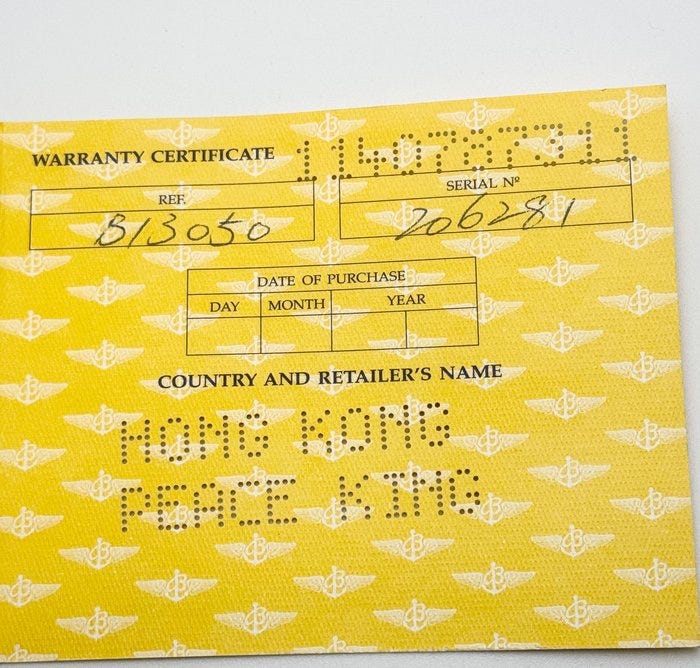 WARRANTY CERTIFICATE
REF.
B13050
SERIAL Nº
206281
DATE OF PURCHASE
DAY MONTH YEAR
COUNTRY AND RETAILER'S NAME
HONG KONG
PEACE KING